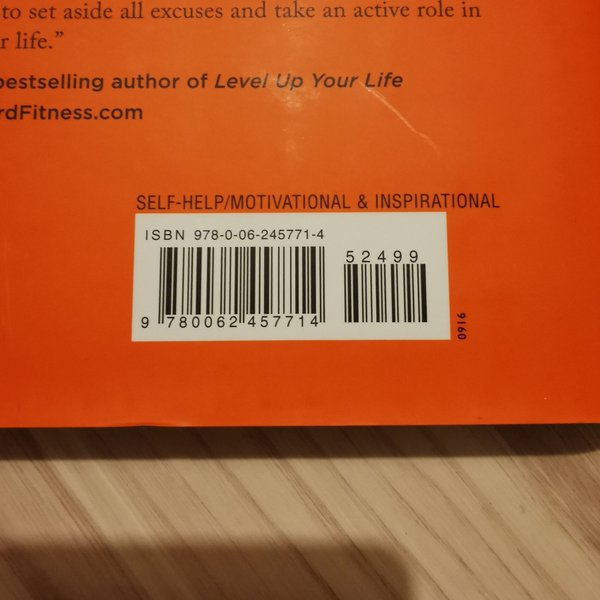 to set aside all excuses and take an active role in
r life.”
bestselling author of Level Up Your Life
rdFitness.com
SELF-HELP/MOTIVATIONAL & INSPIRATIONAL
ISBN 978-0-06-245771-4
52499
9 780062 457714
0916